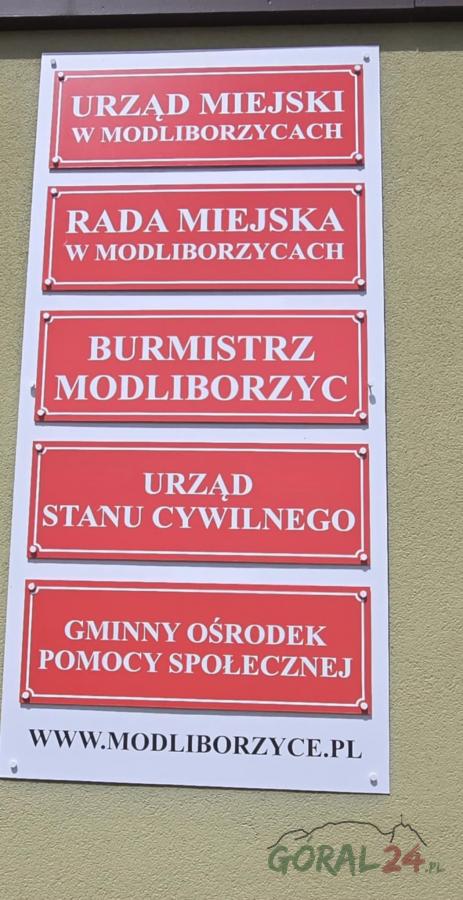 URZĄD MIEJSKI
W MODLIBORZYCACH
RADA MIEJSKA
W MODLIBORZYCACH
BURMISTRZ
MODLIBORZYC
URZĄD
STANU CYWILNEGO
GMINNY OŚRODEK
POMOCY SPOŁECZNEJ
WWW.MODLIBORZYCE.PL
GÓRAL24.PL